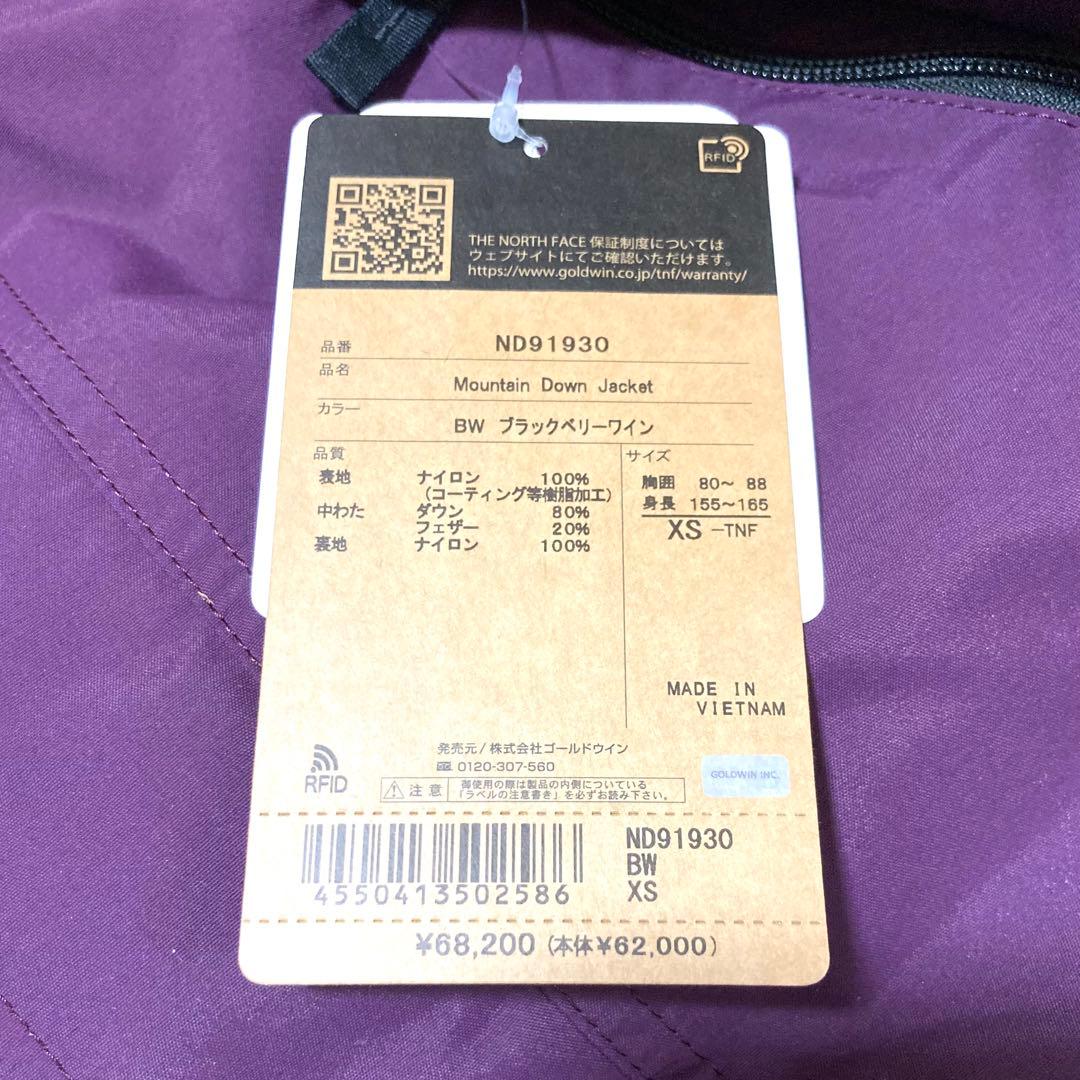 RFID
THE NORTH FACE 保証制度については
ウェブサイトにてご確認いただけます。
https://www.goldwin.co.jp/tnf/warranty/
品番 ND91930
品名 Mountain Down Jacket
カラー BW ブラックベリーワイン
品質
表地 ナイロン 100%
(コーティング等樹脂加工)
中わた ダウン 80%
フェザー 20%
裏地 ナイロン 100%
サイズ
胸囲 80~ 88
身長 155~165
XS -TNF
MADE IN
VIETNAM
発売元/株式会社ゴールドウイン
0120-307-560
RFID
注意 御使用の際は製品の内側についている
「ラベルの注意書き」を必ずお読み下さい。
GOLDWIN INC.
4550413502586
ND91930
BW
XS
¥68,200 (本体¥62,000)